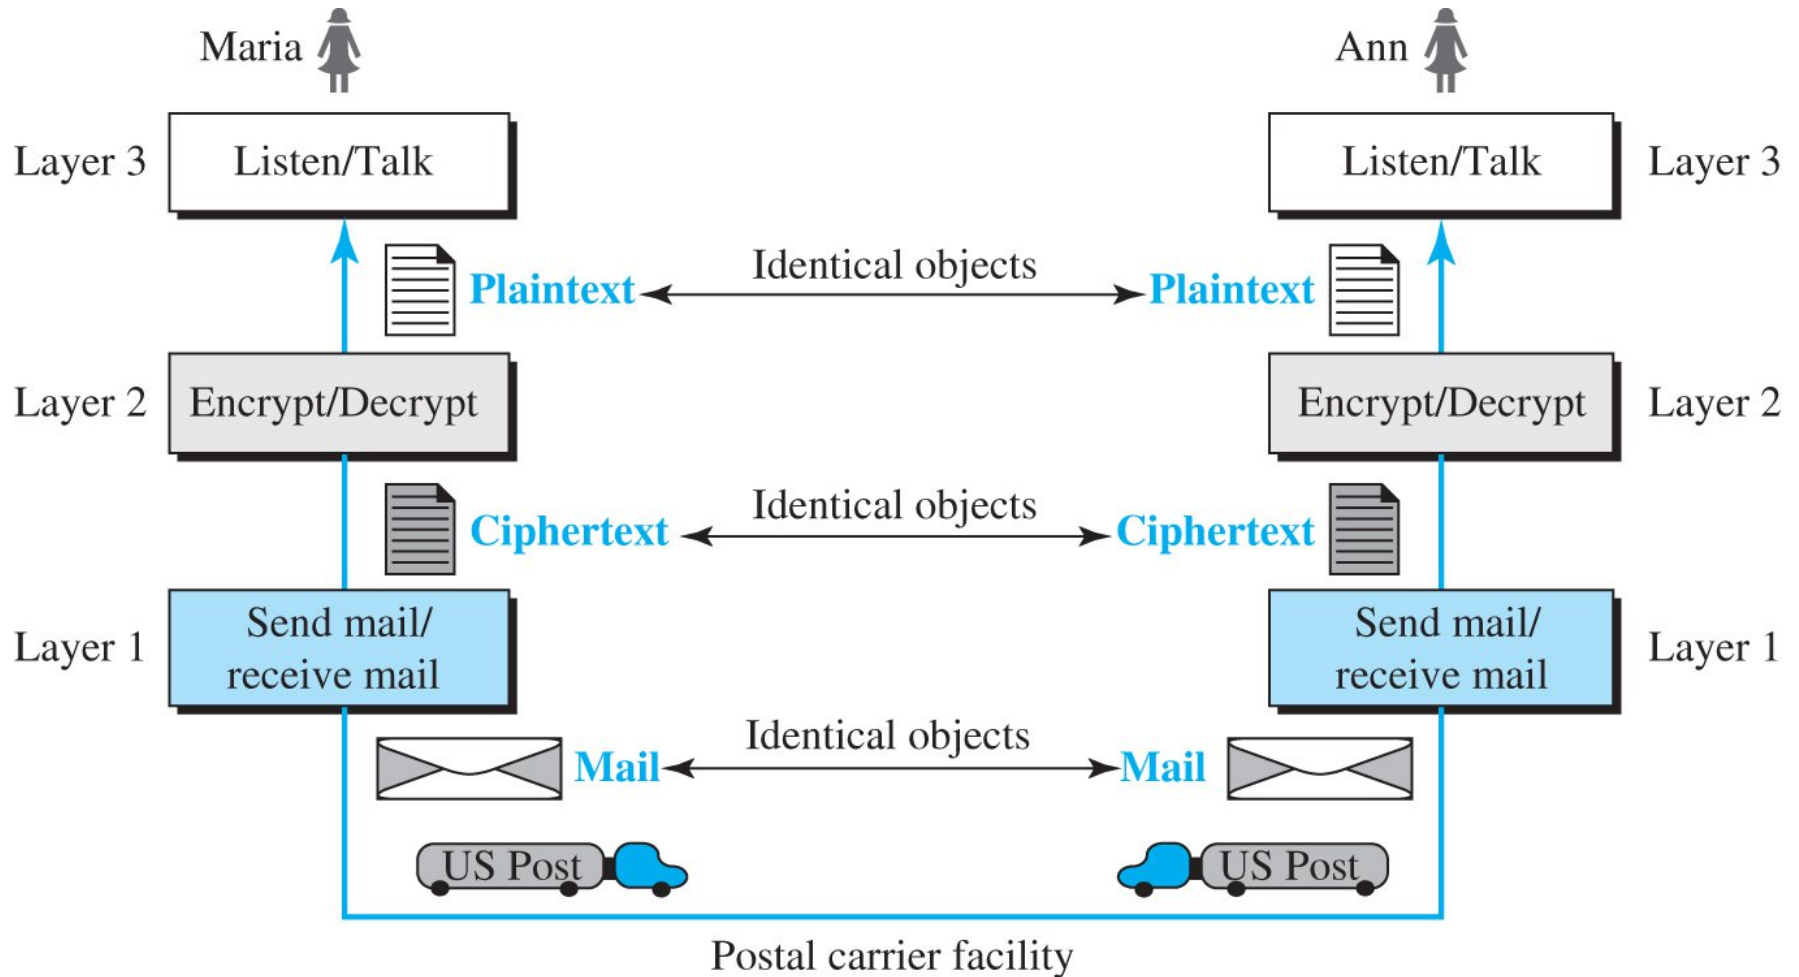 Maria
Ann
Layer 3
Listen/Talk
Listen/Talk
Layer 3
Identical objects
Plaintext
Plaintext
Layer 2
Encrypt/Decrypt
Encrypt/Decrypt
Layer 2
Identical objects
Ciphertext
Ciphertext
Layer 1
Send mail/
receive mail
Send mail/
receive mail
Layer 1
Identical objects
Mail
Mail
US Post
US Post
Postal carrier facility